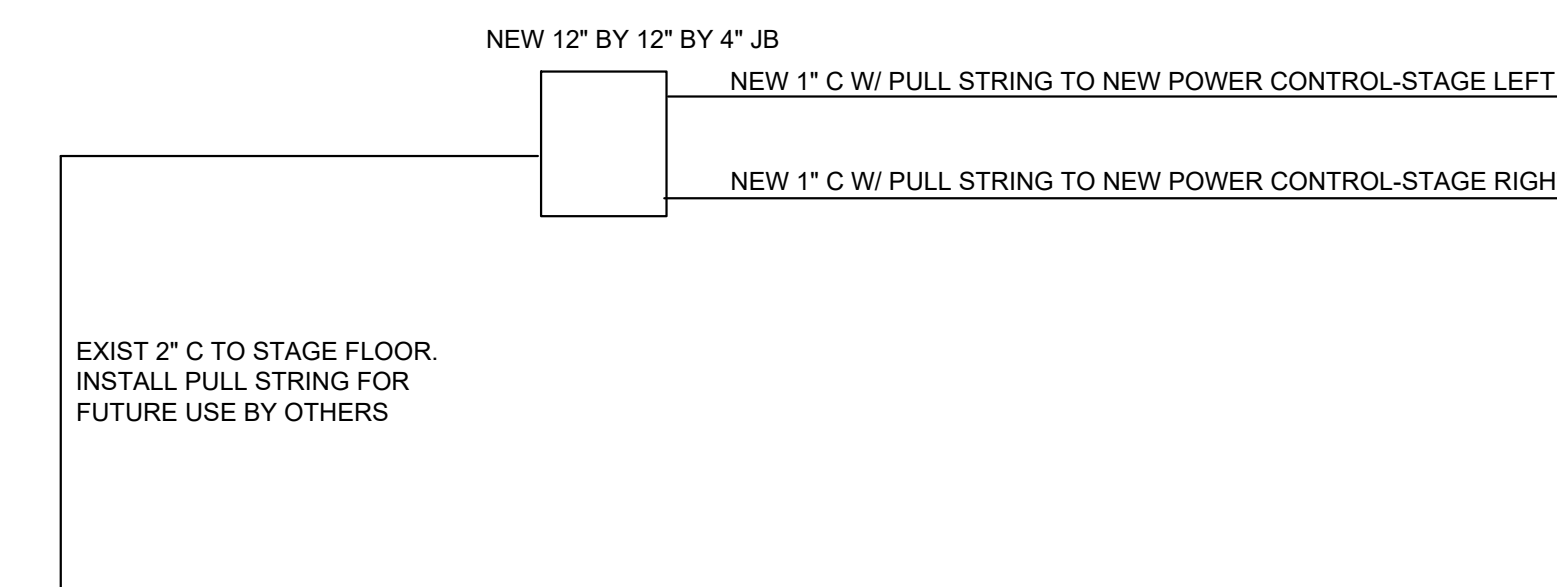 NEW 12" BY 12" BY 4" JB
NEW 1" C W/ PULL STRING TO NEW POWER CONTROL-STAGE LEFT
NEW 1" C W/ PULL STRING TO NEW POWER CONTROL-STAGE RIGH
EXIST 2" C TO STAGE FLOOR.
INSTALL PULL STRING FOR
FUTURE USE BY OTHERS